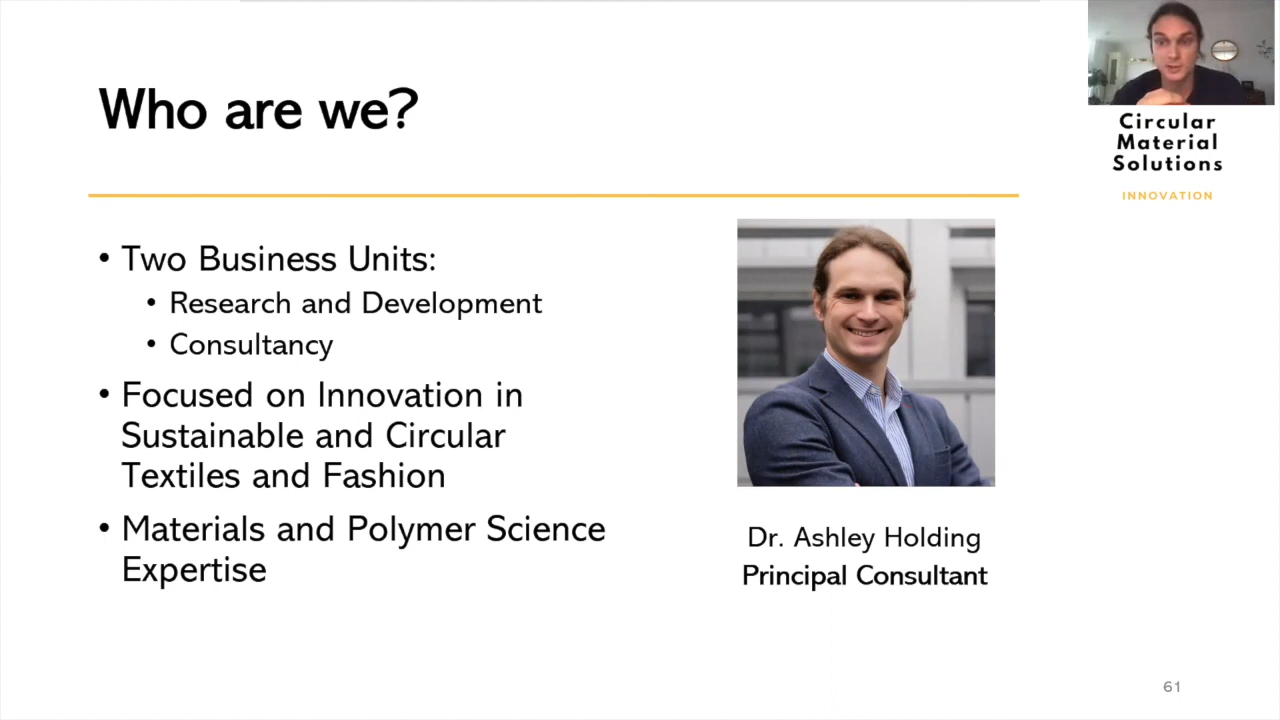 Who are we?
Circular
Material
Solutions
INNOVATION
• Two Business Units:
• Research and Development
• Consultancy
• Focused on Innovation in
Sustainable and Circular
Textiles and Fashion
• Materials and Polymer Science
Expertise
Dr. Ashley Holding
Principal Consultant
61